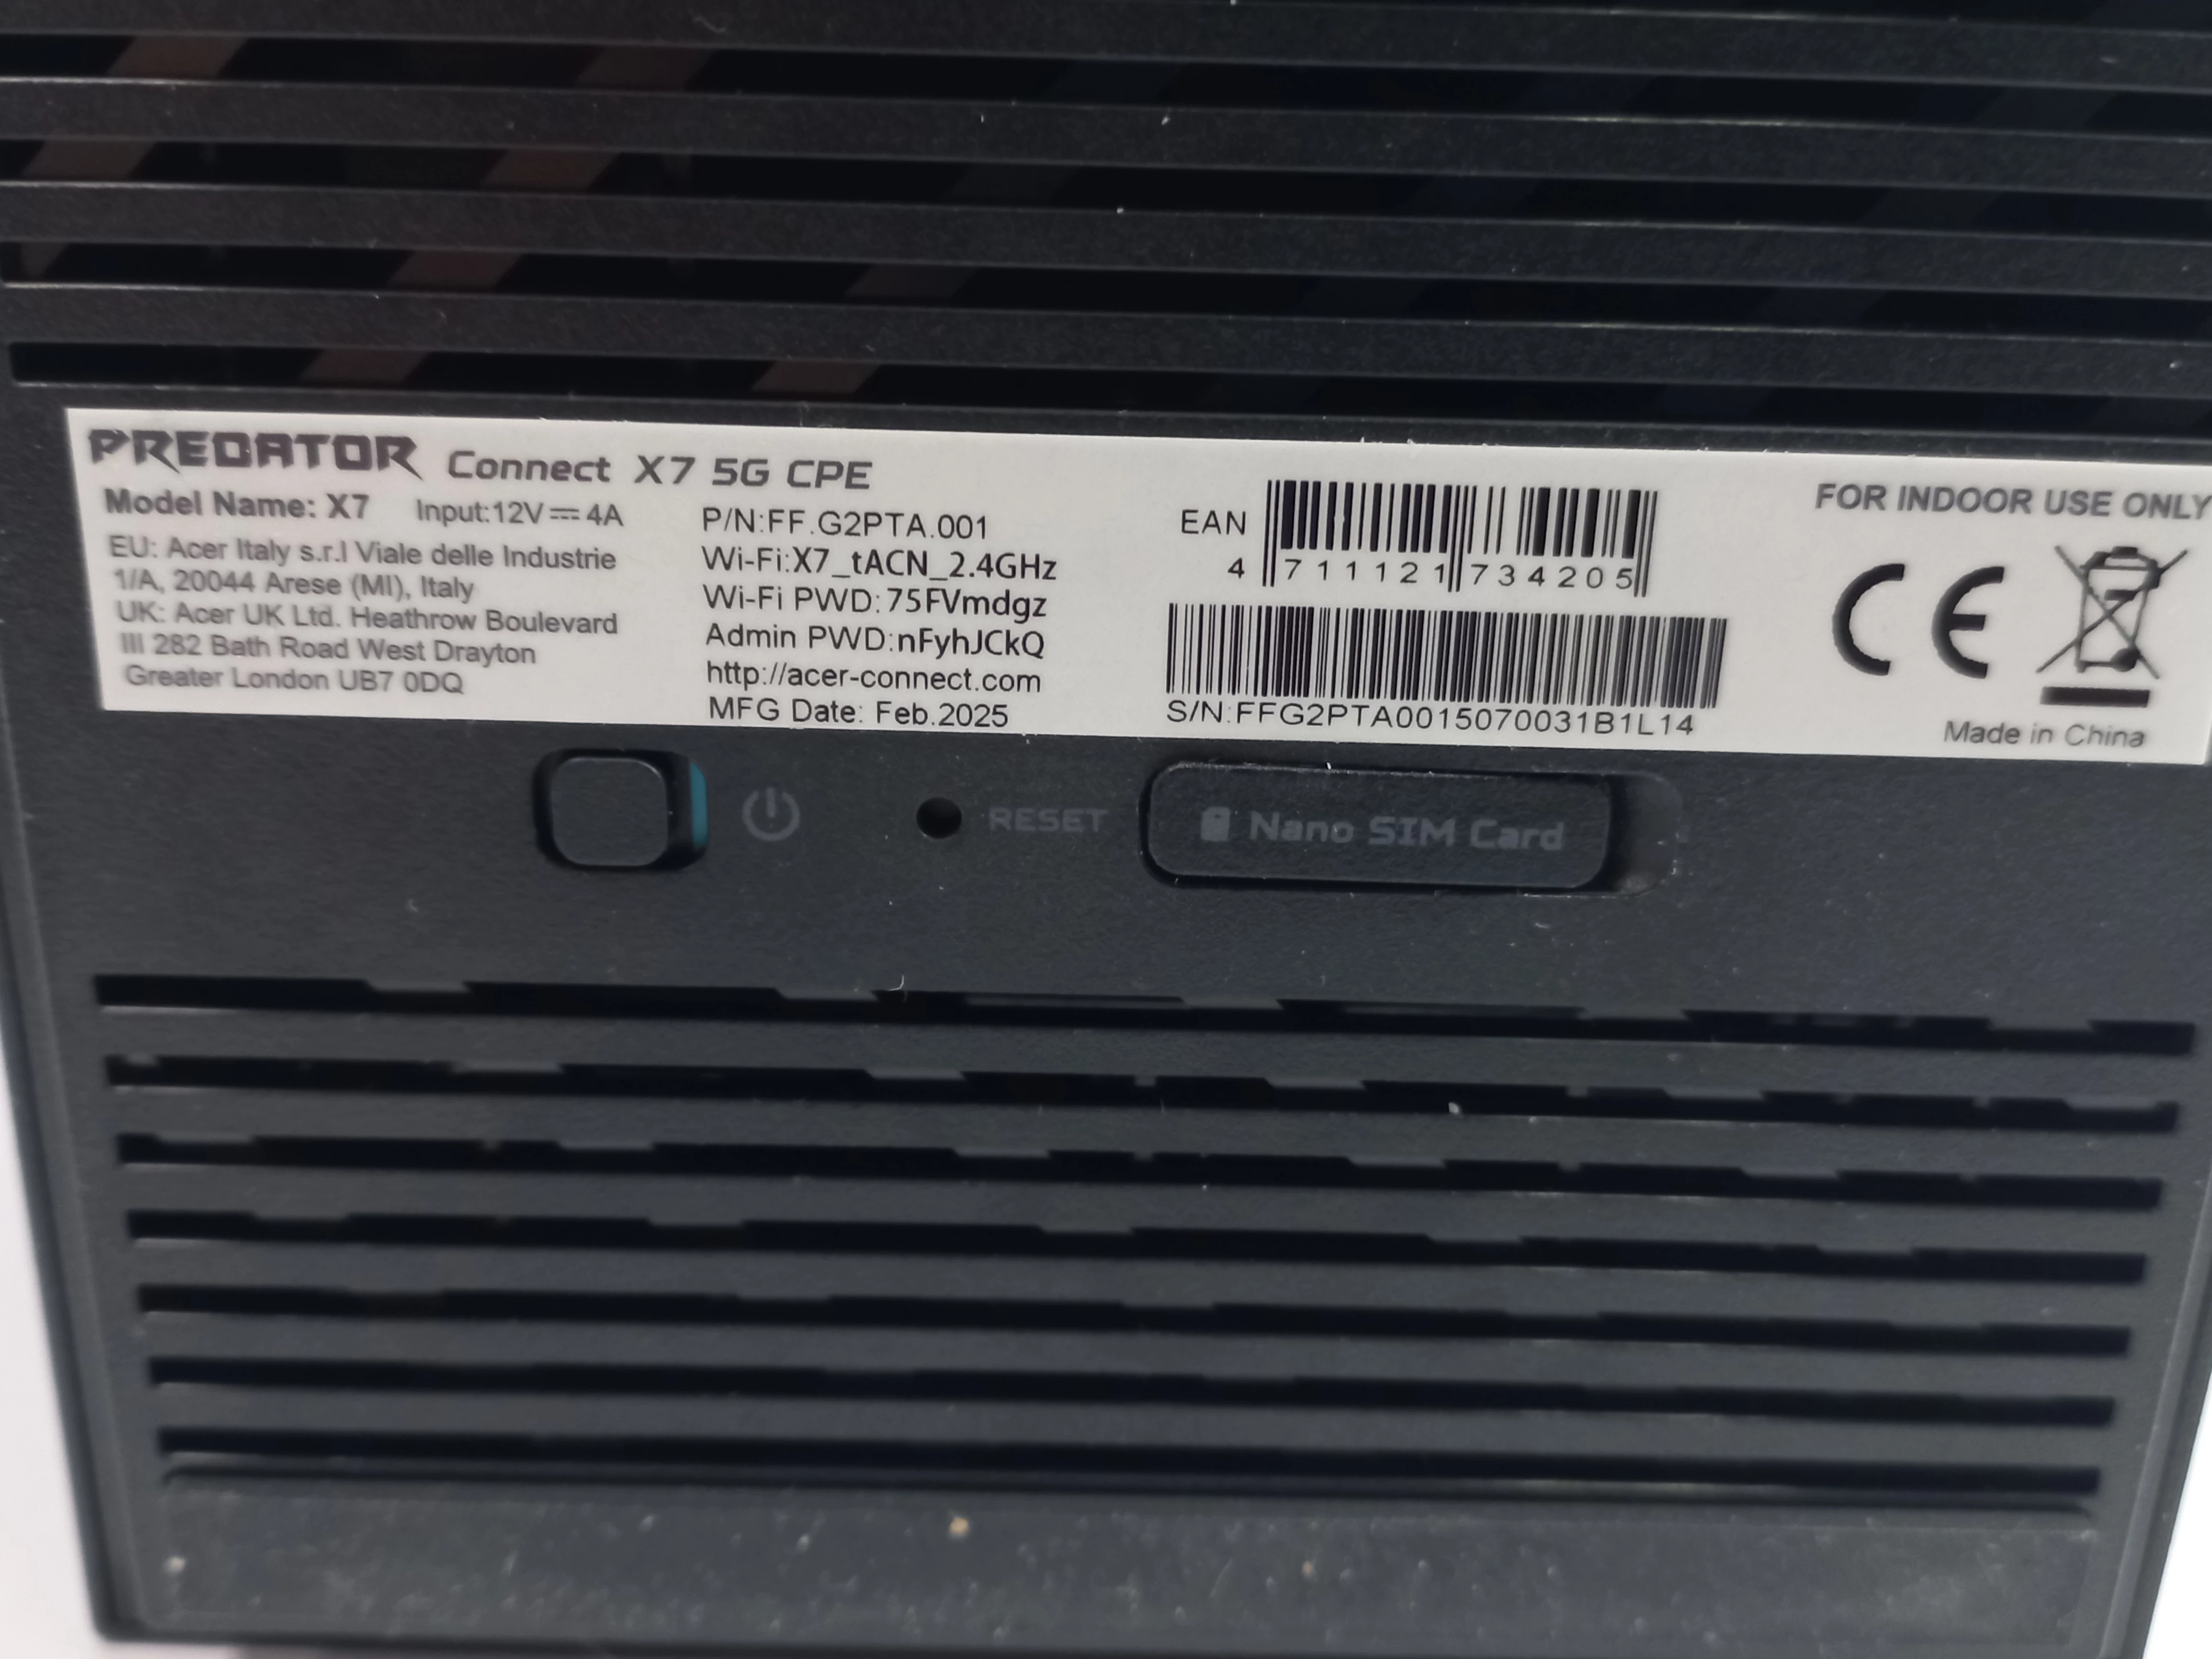 PREDATOR Connect X7 5G CPE
Model Name: X7 Input:12V⎓4A
EU: Acer Italy s.r.l Viale delle Industrie
1/A, 20044 Arese (MI), Italy
UK: Acer UK Ltd. Heathrow Boulevard
III 282 Bath Road West Drayton
Greater London UB7 0DQ
P/N:FF.G2PTA.001
Wi-Fi:X7_tACN_2.4GHz
Wi-Fi PWD:75FVmdgz
Admin PWD:nFyhJCkQ
http://acer-connect.com
MFG Date: Feb.2025
EAN
4 711121 734205
S/N:FFG2PTA0015070031B1L14
FOR INDOOR USE ONLY
CE
Made in China
RESET
Nano SIM Card